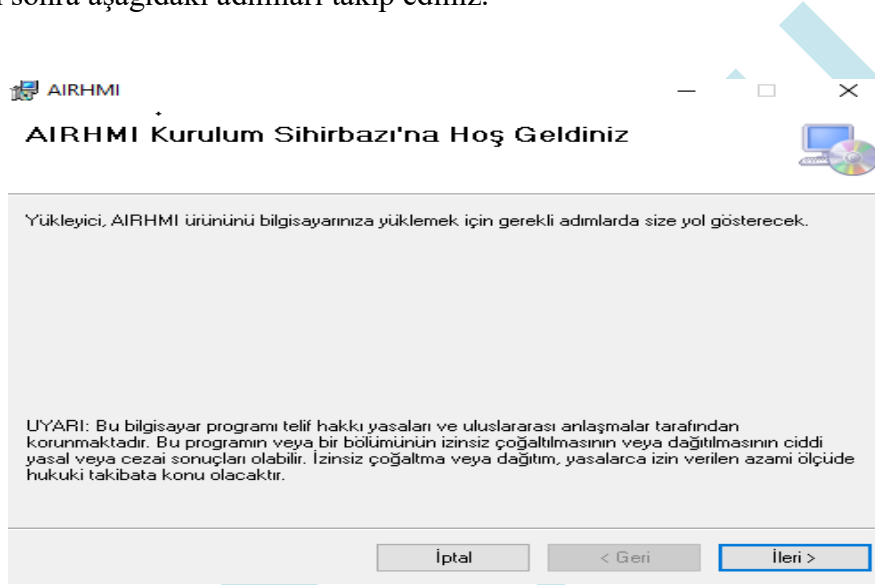 sonra aşağıdaki adımları takip ediniz.
AIRHMI
AIRHMI Kurulum Sihirbazı'na Hoş Geldiniz
Yükleyici, AIRHMI ürününü bilgisayarınıza yüklemek için gerekli adımlarda size yol gösterecek.
UYARI: Bu bilgisayar programı telif hakkı yasaları ve uluslararası anlaşmalar tarafından
korunmaktadır. Bu programın veya bir bölümünün izinsiz çoğaltılmasının veya dağıtılmasının ciddi
yasal veya cezai sonuçları olabilir. İzinsiz çoğaltma veya dağıtım, yasalarca izin verilen azami ölçüde
hukuki takibata konu olacaktır.
İptal < Geri İleri >